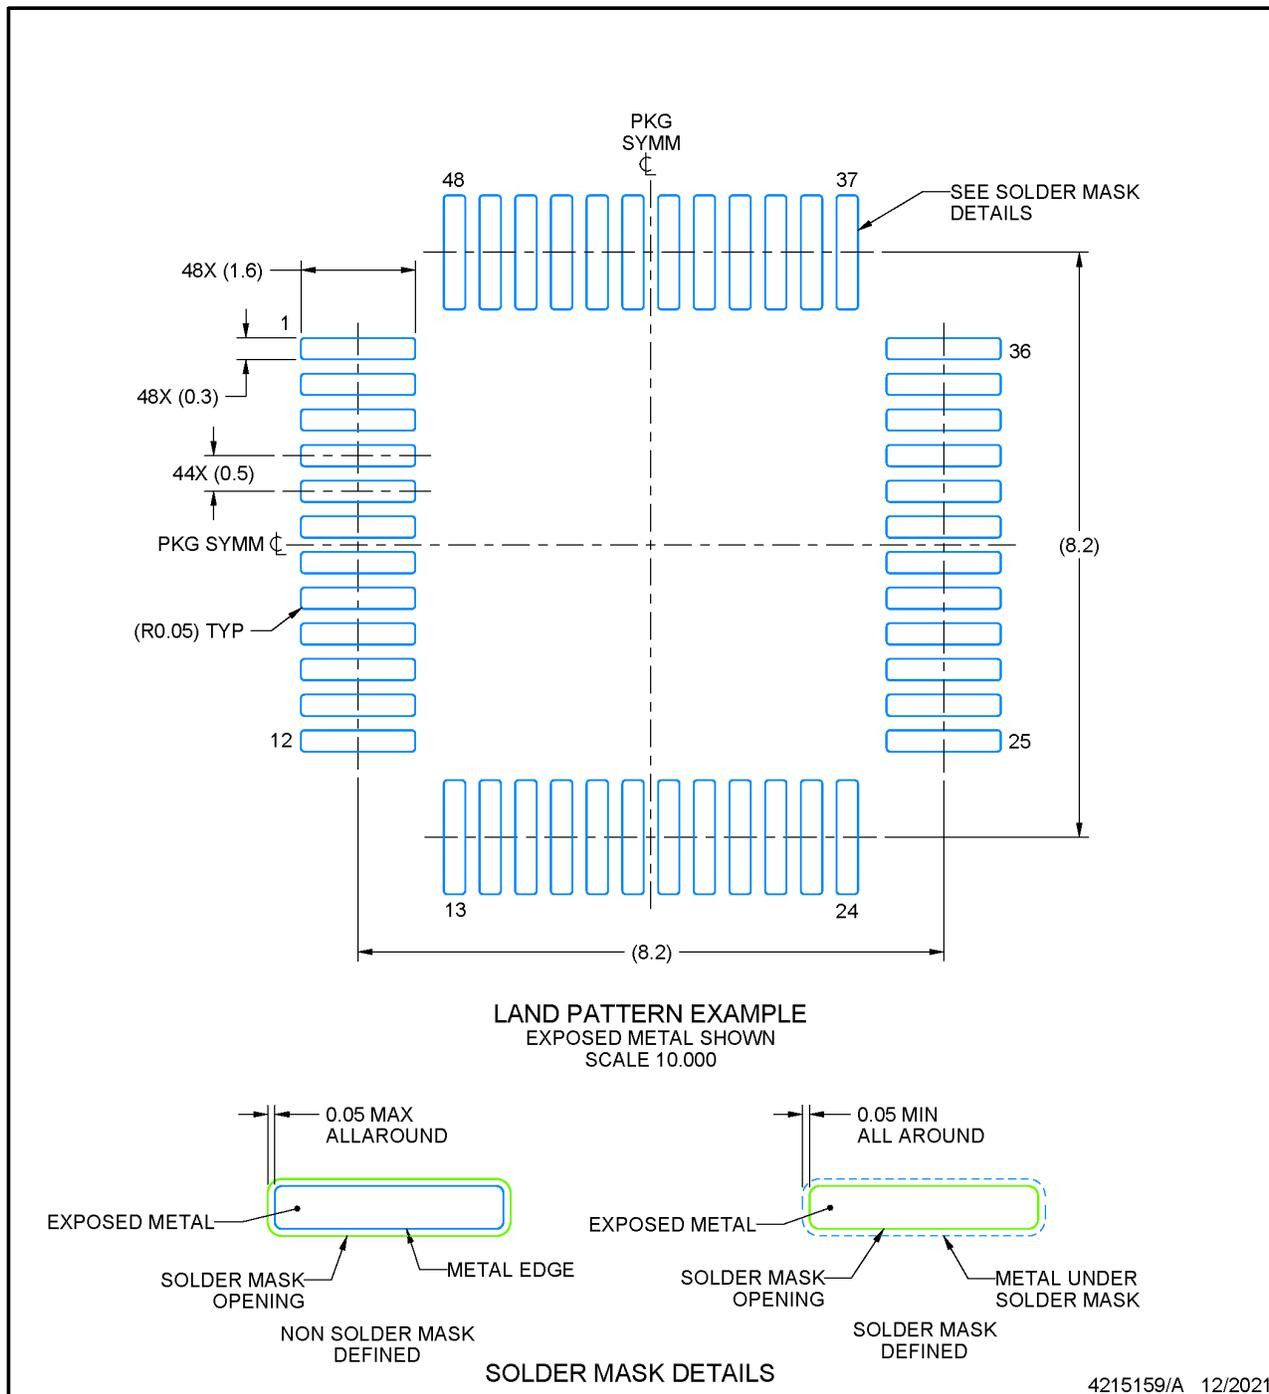 PKG
SYMM
℄
48
37
SEE SOLDER MASK
DETAILS
48X (1.6)
1
36
48X (0.3)
44X (0.5)
PKG SYMM ℄
(8.2)
(R0.05) TYP
12
25
13
24
(8.2)
LAND PATTERN EXAMPLE
EXPOSED METAL SHOWN
SCALE 10.000
0.05 MAX
ALLAROUND
0.05 MIN
ALL AROUND
EXPOSED METAL
EXPOSED METAL
SOLDER MASK
OPENING
METAL EDGE
SOLDER MASK
OPENING
METAL UNDER
SOLDER MASK
NON SOLDER MASK
DEFINED
SOLDER MASK
DEFINED
SOLDER MASK DETAILS
4215159/A 12/2021